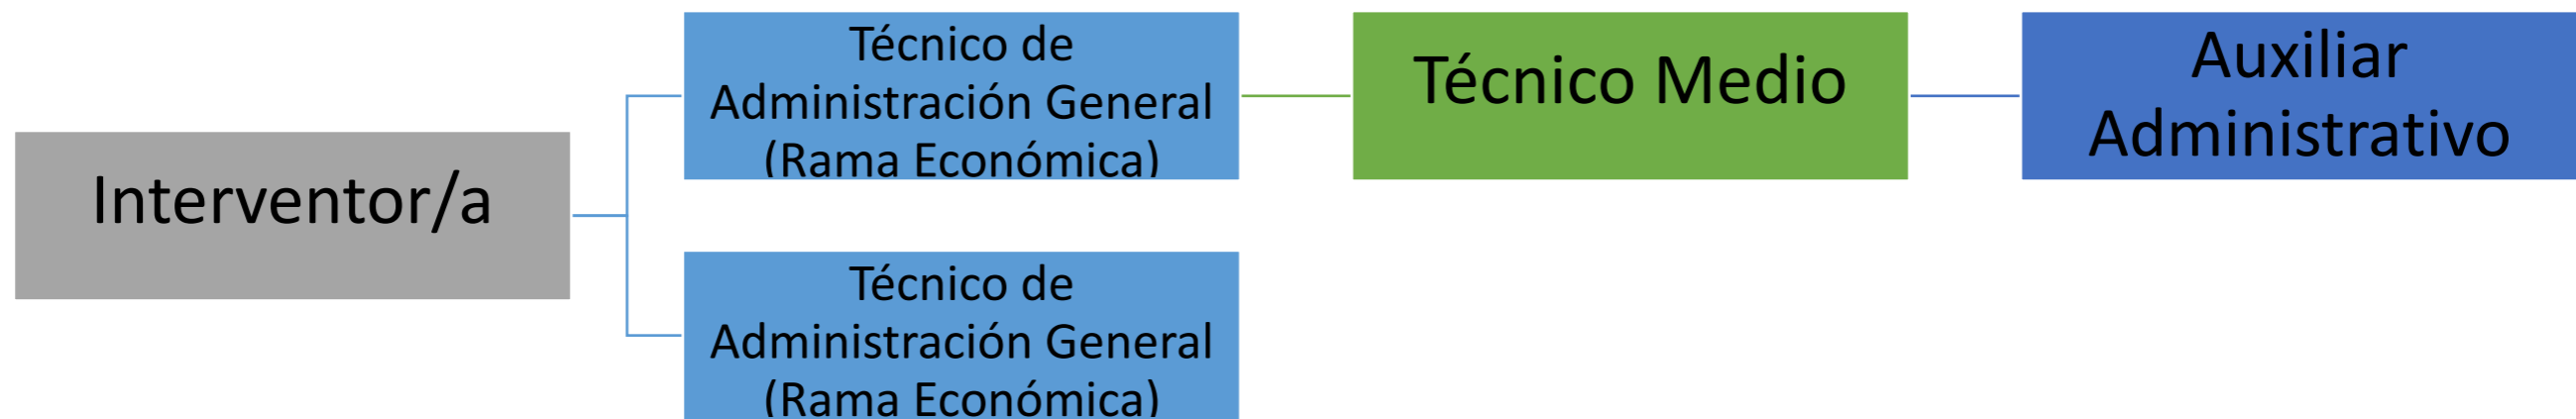 Interventor/a
Técnico de
Administración General
(Rama Económica)
Técnico Medio
Auxiliar
Administrativo
Técnico de
Administración General
(Rama Económica)